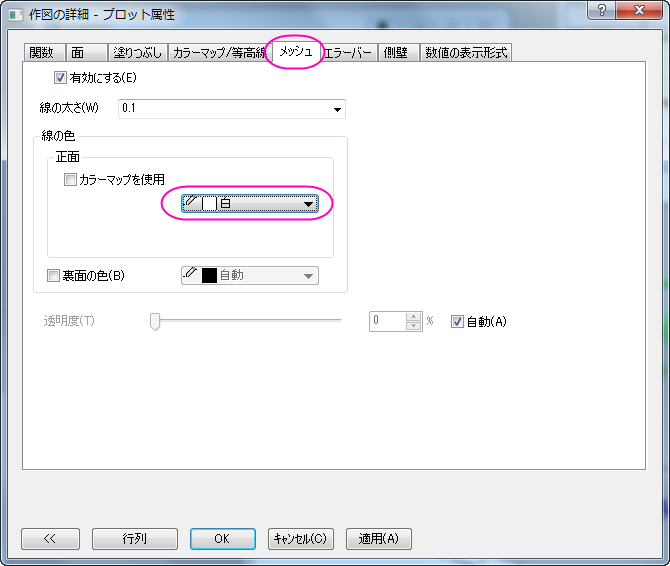 作図の詳細 - プロット属性
関数 面 塗りつぶし カラーマップ/等高線 メッシュ エラーバー 側壁 数値の表示形式
有効にする(E)
線の太さ(W) 0.1
線の色
正面
カラーマップを使用
白
裏面の色(B) 自動
透明度(T) 0 % 自動(A)
<< 行列 OK キャンセル(C) 適用(A)